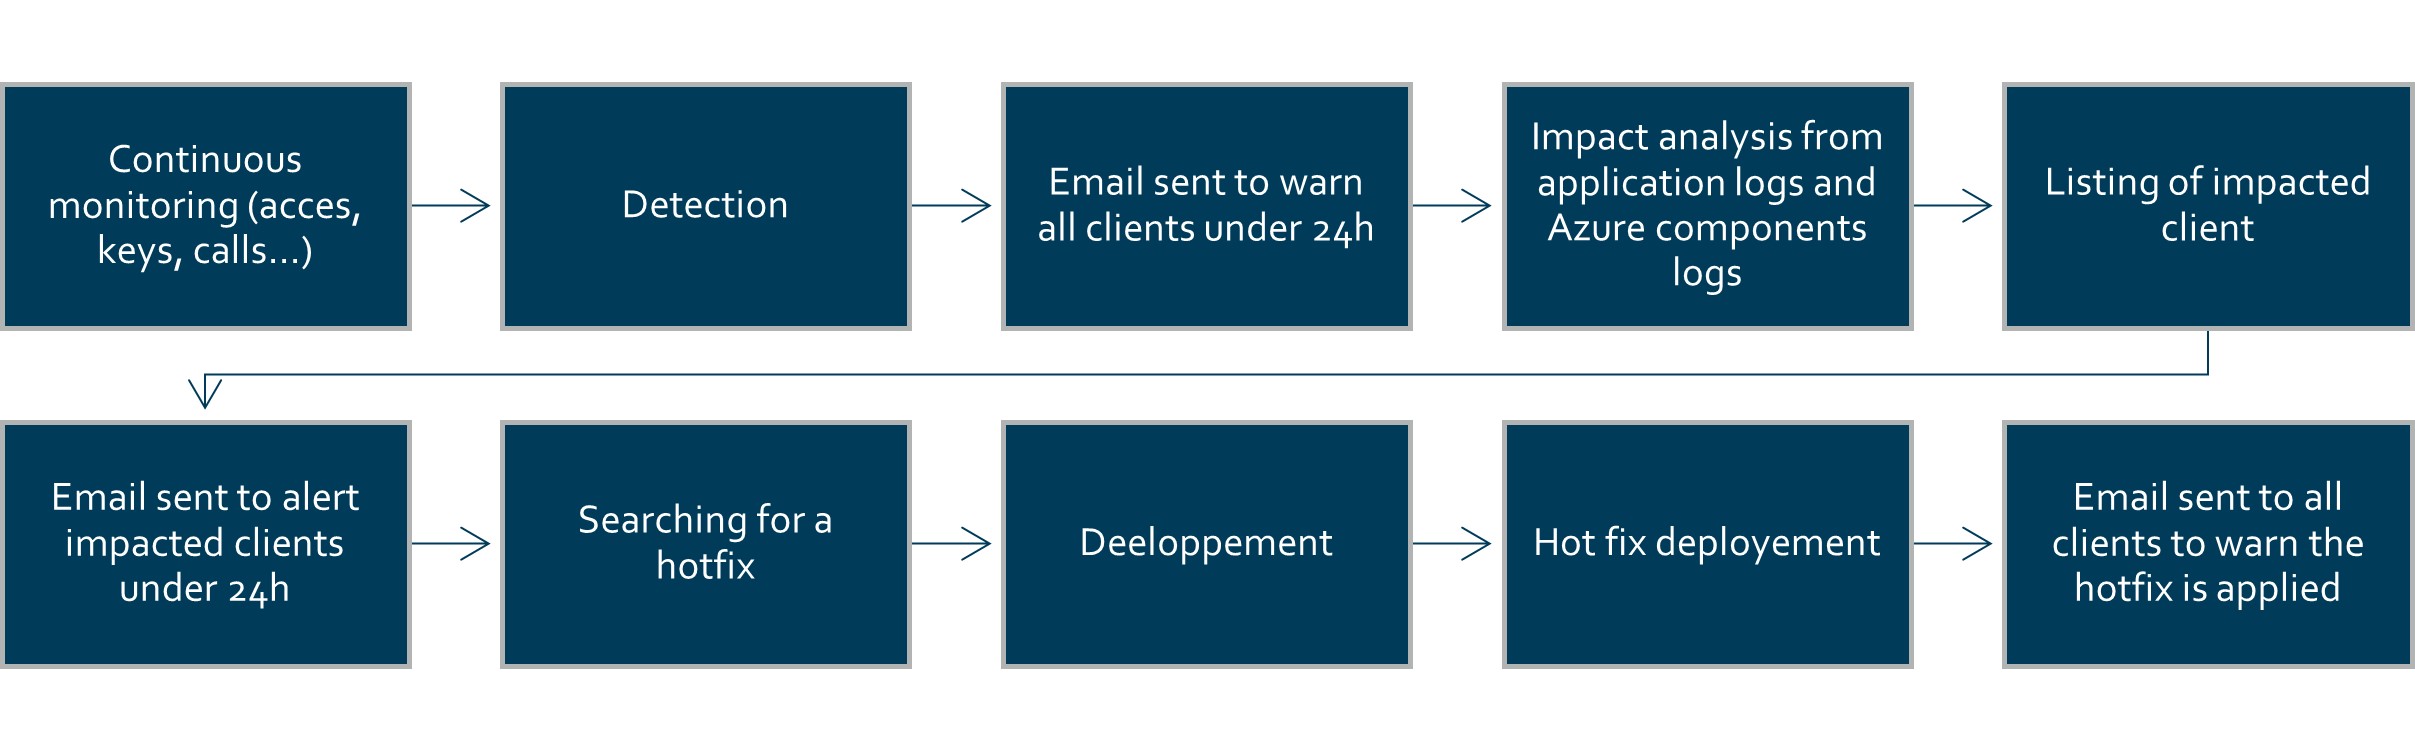 Continuous
monitoring (acces,
keys, calls...)
Detection
Email sent to warn
all clients under 24h
Impact analysis from
application logs and
Azure components
logs
Listing of impacted
client
Email sent to alert
impacted clients
under 24h
Searching for a
hotfix
Deeloppement
Hot fix deployement
Email sent to all
clients to warn the
hotfix is applied